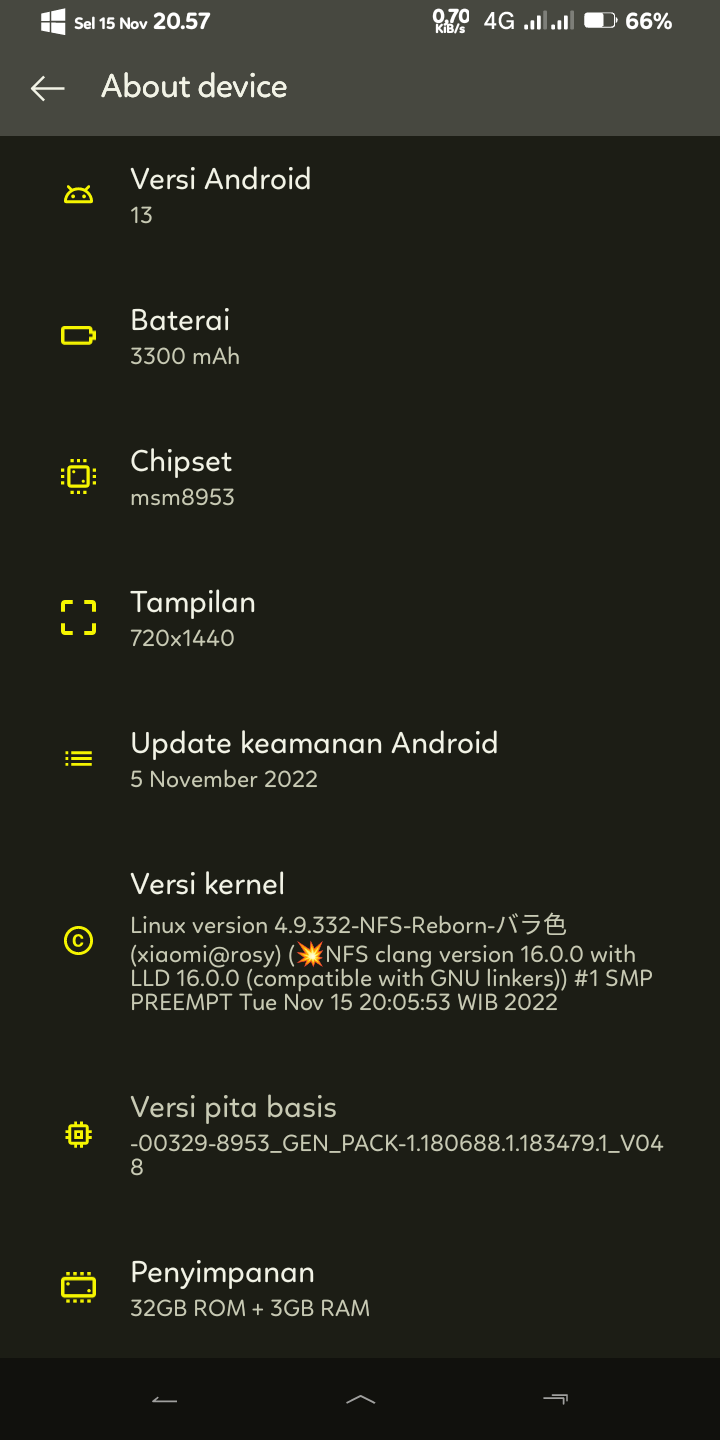 Sel 15 Nov 20.57 0.70 KiB/s 4G 66%
About device
Versi Android
13
Baterai
3300 mAh
Chipset
msm8953
Tampilan
720x1440
Update keamanan Android
5 November 2022
Versi kernel
Linux version 4.9.332-NFS-Reborn-バラ色
(xiaomi@rosy) (💥NFS clang version 16.0.0 with
LLD 16.0.0 (compatible with GNU linkers)) #1 SMP
PREEMPT Tue Nov 15 20:05:53 WIB 2022
Versi pita basis
-00329-8953_GEN_PACK-1.180688.1.183479.1_V04
8
Penyimpanan
32GB ROM + 3GB RAM